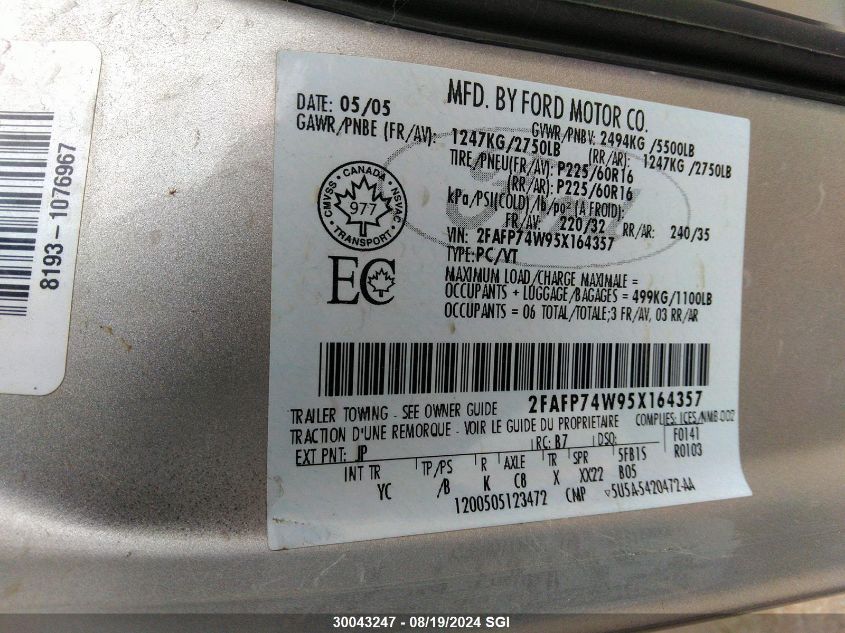 8193-1076967
MFD. BY FORD MOTOR CO.
DATE: 05/05
GVWR/PNBV: 2494KG /5500LB
GAWR/PNBE (FR/AV): 1247KG/2750LB (RR/AR): 1247KG /2750LB
TIRE/PNEU(FR/AV): P225/60R16
(RR/AR): P225/60R16
kPa/PSI(COLD)/lb/po² (A FROID):
FR/AV: 220/32 RR/AR: 240/35
CMVSS · CANADA · NSVAC
977
· TRANSPORT ·
VIN: 2FAFP74W95X164357
TYPE:PC/VT
EC
MAXIMUM LOAD/CHARGE MAXIMALE =
OCCUPANTS + LUGGAGE/BAGAGES = 499KG/1100LB
OCCUPANTS = 06 TOTAL/TOTALE;3 FR/AV, 03 RR/AR
2FAFP74W95X164357
TRAILER TOWING - SEE OWNER GUIDE COMPLIES: ICES/NMB-002
TRACTION D'UNE REMORQUE - VOIR LE GUIDE DU PROPRIETAIRE
EXT PNT: JP RC: B7 DSO: F0141
R0103
INT TR TP/PS R AXLE TR SPR 5FB15
YC /B K C8 X XX22 B05
1200505123472 CMP ▿5U5A-5420472-AA
30043247 - 08/19/2024 SGI